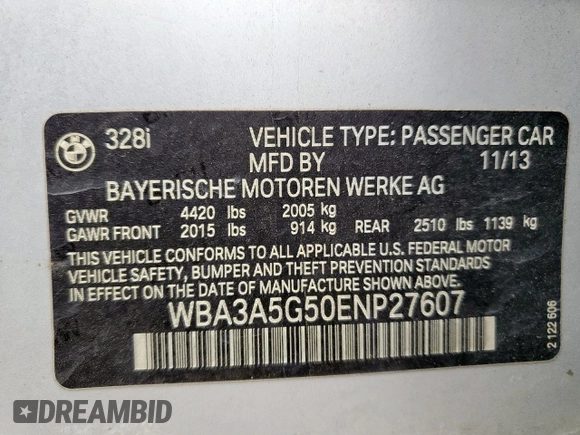 BMW
328i VEHICLE TYPE: PASSENGER CAR
MFD BY 11/13
BAYERISCHE MOTOREN WERKE AG
GVWR 4420 lbs 2005 kg
GAWR FRONT 2015 lbs 914 kg REAR 2510 lbs 1139 kg
THIS VEHICLE CONFORMS TO ALL APPLICABLE U.S. FEDERAL MOTOR
VEHICLE SAFETY, BUMPER AND THEFT PREVENTION STANDARDS IN
EFFECT ON THE DATE OF MANUFACTURE SHOWN ABOVE.
WBA3A5G50ENP27607
2 122 606
DREAMBID